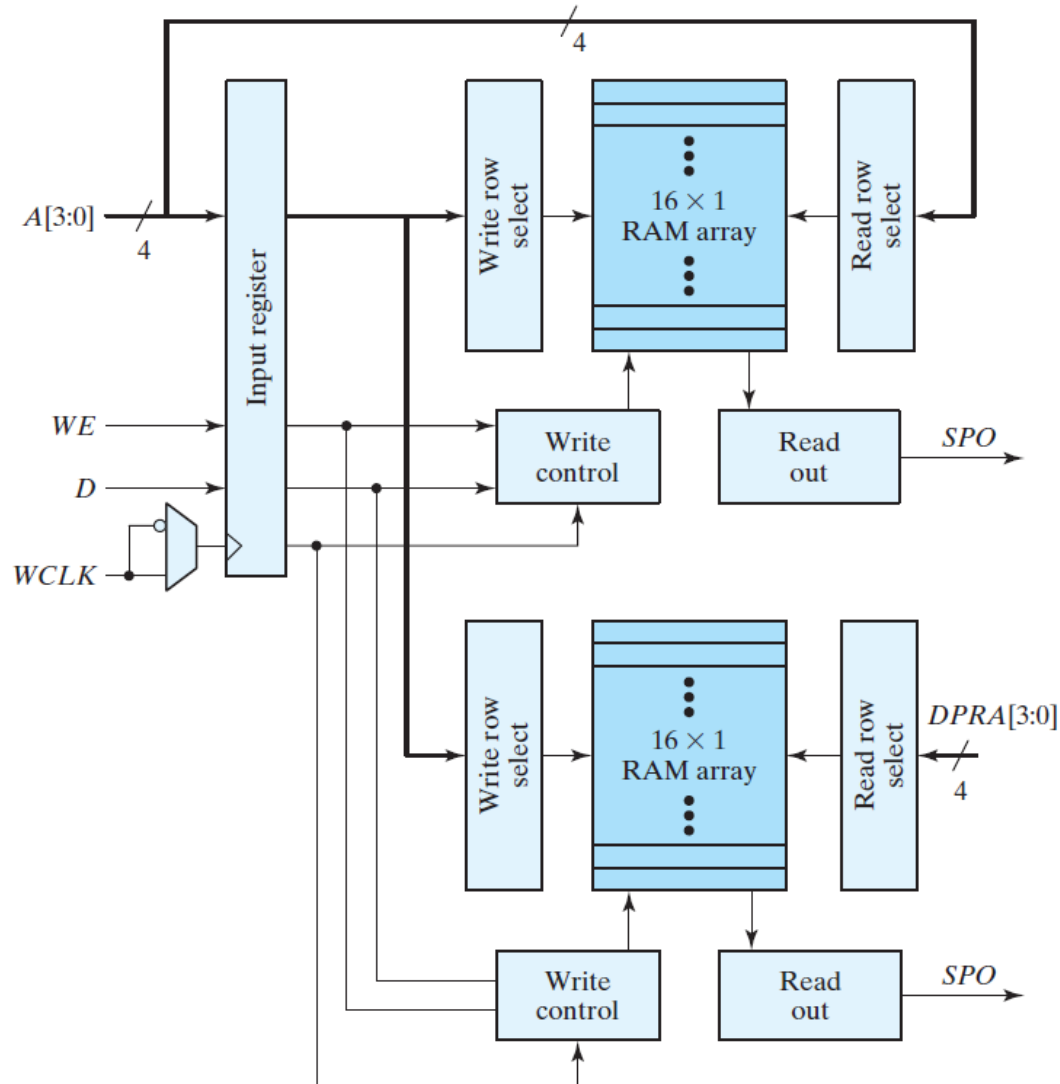 4
A[3:0]
4
Input register
Write row
select
16 × 1
RAM array
Read row
select
WE
D
WCLK
Write
control
Read
out
SPO
Write row
select
16 × 1
RAM array
Read row
select
DPRA[3:0]
4
Write
control
Read
out
SPO